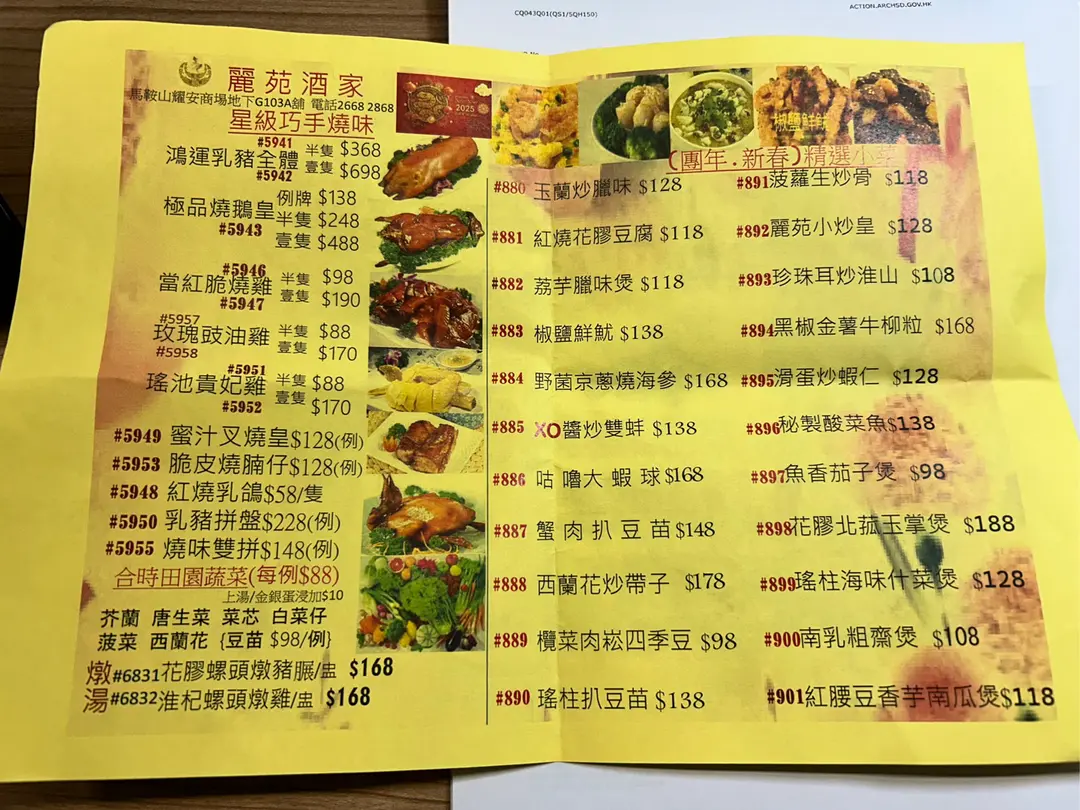 CQ043Q01(QS1/5QH150)
ACTION.ARCHSD.GOV.HK
麗苑酒家
馬鞍山耀安商場地下G103A舖 電話2668 2868
星級巧手燒味
2025
#5941
鴻運乳豬全體 半隻 $368
壹隻 $698
#5942
極品燒鵝皇 例牌 $138
半隻 $248
#5943 壹隻 $488
#5946
當紅脆燒雞 半隻 $98
#5947 壹隻 $190
#5957
玫瑰豉油雞 半隻 $88
#5958 壹隻 $170
#5951
瑤池貴妃雞 半隻 $88
#5952 壹隻 $170
#5949 蜜汁叉燒皇$128(例)
#5953 脆皮燒腩仔$128(例)
#5948 紅燒乳鴿$58/隻
#5950 乳豬拼盤$228(例)
#5955 燒味雙拼$148(例)
合時田園蔬菜(每例$88)
上湯/金銀蛋浸加$10
芥蘭 唐生菜 菜芯 白菜仔
菠菜 西蘭花 {豆苗 $98/例}
燉湯
#6831花膠螺頭燉豬𦟌/盅 $168
#6832淮杞螺頭燉雞/盅 $168
椒鹽鮮魷
(團年.新春)精選小菜
#880 玉蘭炒臘味 $128
#881 紅燒花膠豆腐 $118
#882 荔芋臘味煲 $118
#883 椒鹽鮮魷 $138
#884 野菌京蔥燒海參 $168
#885 XO醬炒雙蚌 $138
#886 咕嚕大蝦球$168
#887 蟹肉扒豆苗$148
#888 西蘭花炒帶子 $178
#889 欖菜肉崧四季豆 $98
#890 瑤柱扒豆苗 $138
#891菠蘿生炒骨 $118
#892麗苑小炒皇 $128
#893珍珠耳炒淮山 $108
#894黑椒金薯牛柳粒 $168
#895滑蛋炒蝦仁 $128
#896秘製酸菜魚$138
#897魚香茄子煲 $98
#898花膠北菰玉掌煲 $188
#899瑤柱海味什菜煲 $128
#900南乳粗齋煲 $108
#901紅腰豆香芋南瓜煲$118